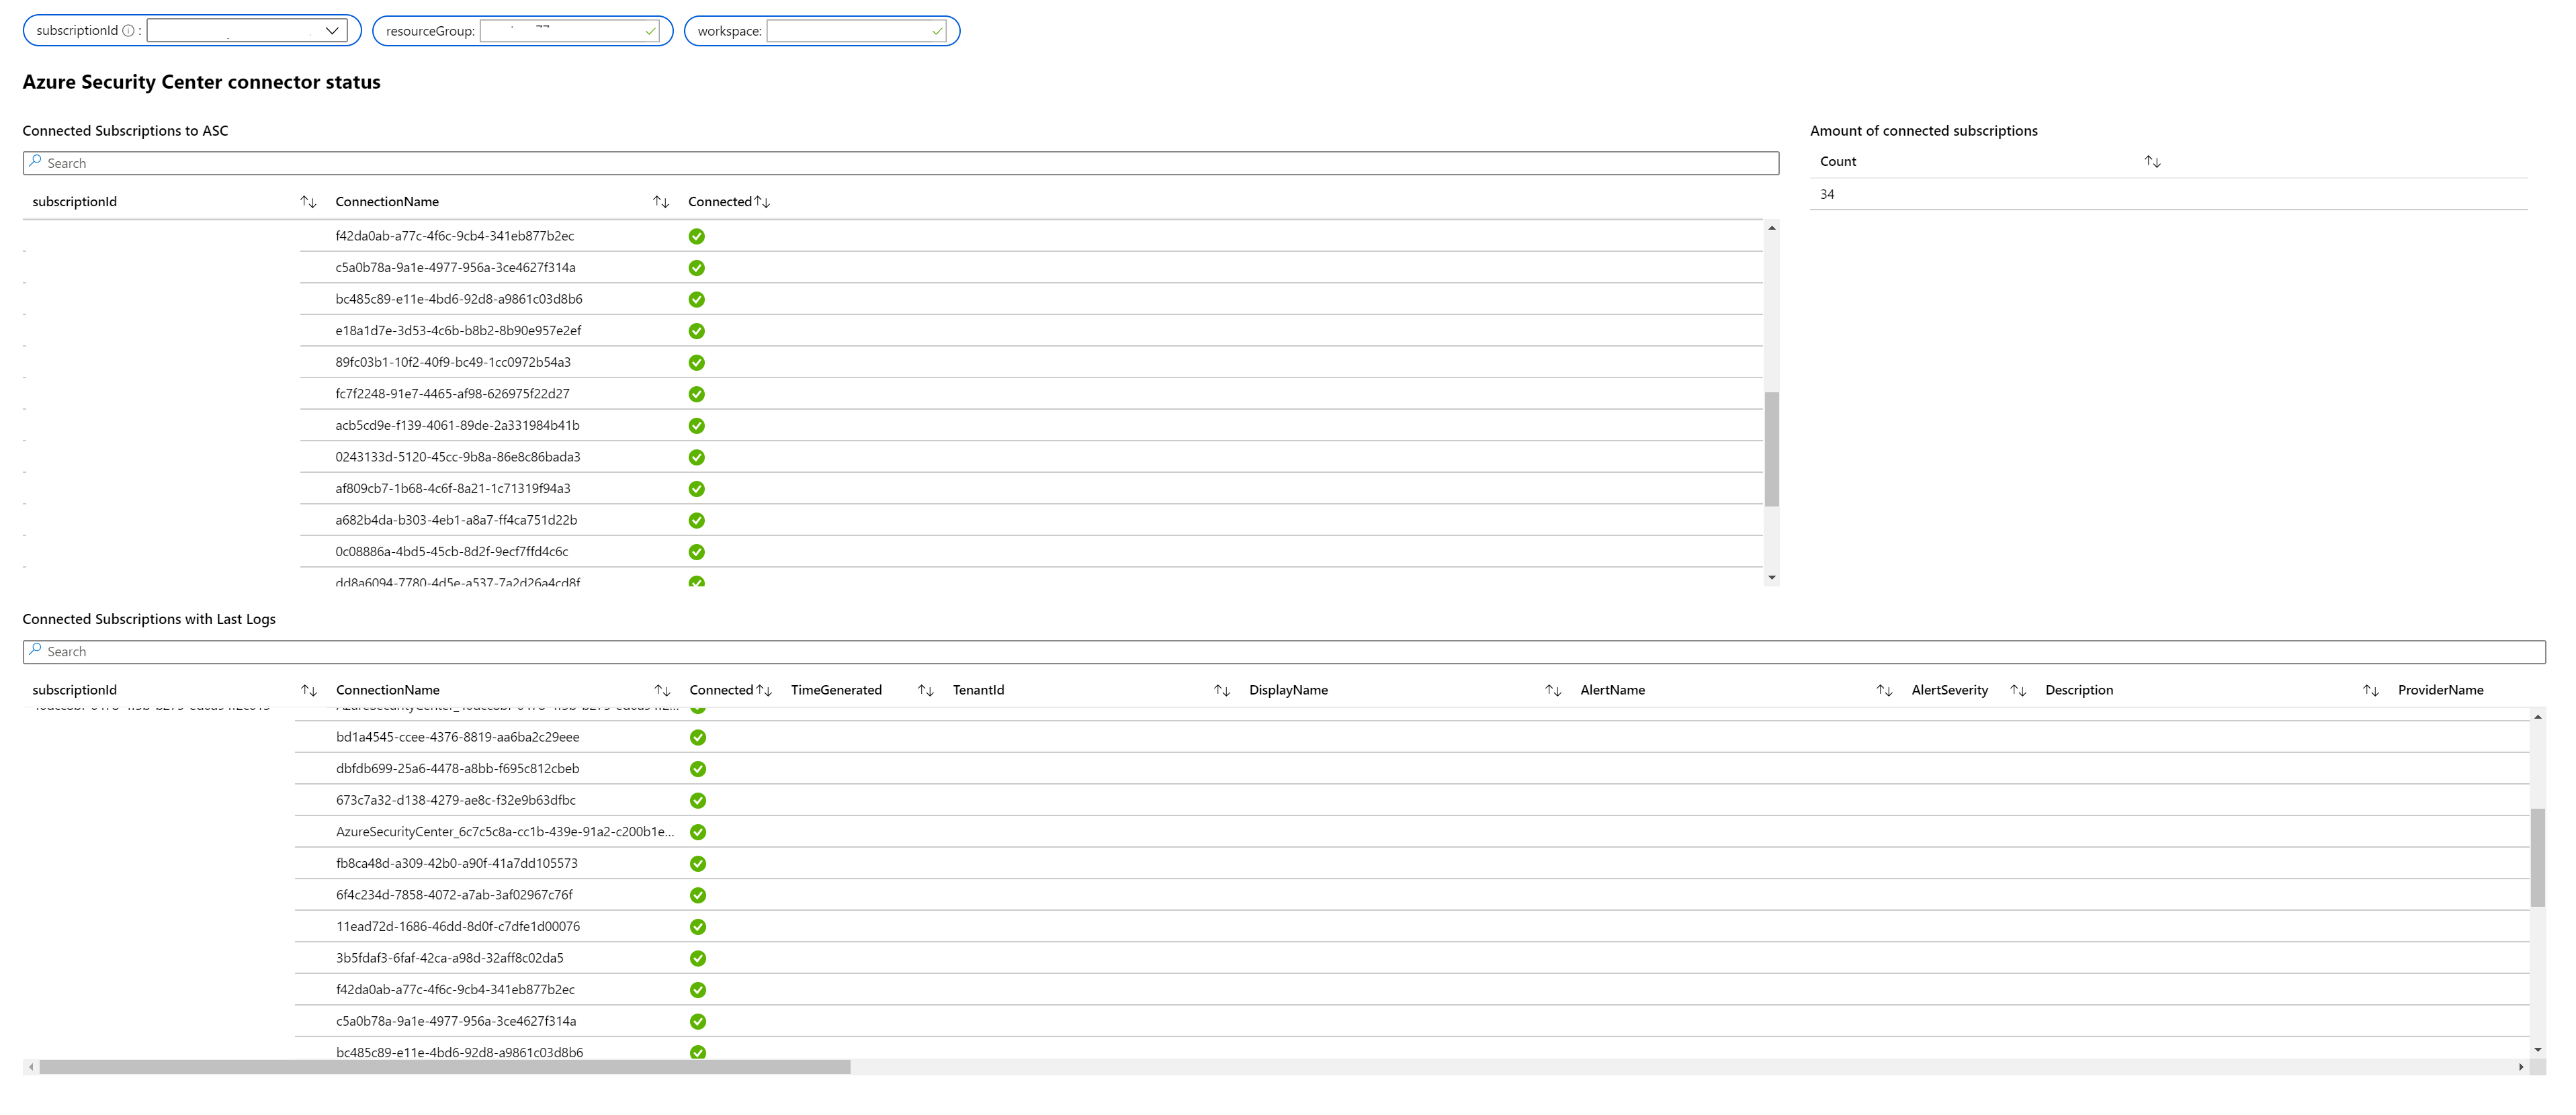 subscriptionId :
resourceGroup:
workspace:
Azure Security Center connector status
Connected Subscriptions to ASC
Search
subscriptionId ConnectionName Connected
f42da0ab-a77c-4f6c-9cb4-341eb877b2ec
c5a0b78a-9a1e-4977-956a-3ce4627f314a
bc485c89-e11e-4bd6-92d8-a9861c03d8b6
e18a1d7e-3d53-4c6b-b8b2-8b90e957e2ef
89fc03b1-10f2-40f9-bc49-1cc0972b54a3
fc7f2248-91e7-4465-af98-626975f22d27
acb5cd9e-f139-4061-89de-2a331984b41b
0243133d-5120-45cc-9b8a-86e8c86bada3
af809cb7-1b68-4c6f-8a21-1c71319f94a3
a682b4da-b303-4eb1-a8a7-ff4ca751d22b
0c08886a-4bd5-45cb-8d2f-9ecf7ffd4c6c
dd8a6094-7780-4d5e-a537-7a2d26a4cd8f
Amount of connected subscriptions
Count
34
Connected Subscriptions with Last Logs
Search
subscriptionId ConnectionName Connected TimeGenerated TenantId DisplayName AlertName AlertSeverity Description ProviderName
bd1a4545-ccee-4376-8819-aa6ba2c29eee
dbfdb699-25a6-4478-a8bb-f695c812cbeb
673c7a32-d138-4279-ae8c-f32e9b63dfbc
AzureSecurityCenter_6c7c5c8a-cc1b-439e-91a2-c200b1e...
fb8ca48d-a309-42b0-a90f-41a7dd105573
6f4c234d-7858-4072-a7ab-3af02967c76f
11ead72d-1686-46dd-8d0f-c7dfe1d00076
3b5fdaf3-6faf-42ca-a98d-32aff8c02da5
f42da0ab-a77c-4f6c-9cb4-341eb877b2ec
c5a0b78a-9a1e-4977-956a-3ce4627f314a
bc485c89-e11e-4bd6-92d8-a9861c03d8b6